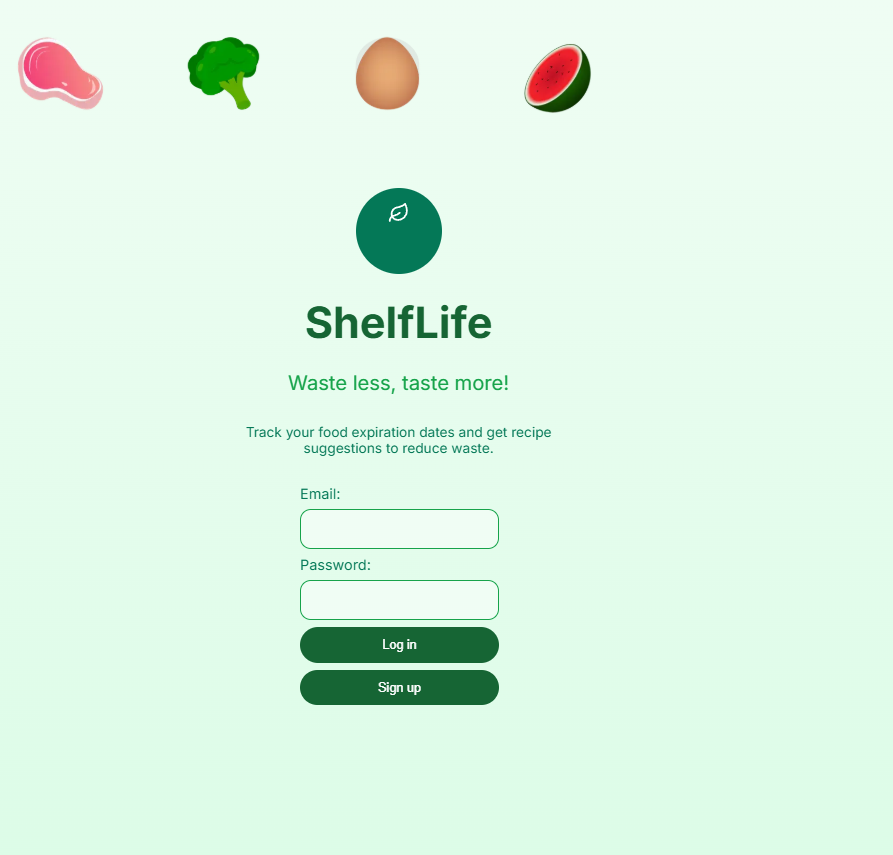 ShelfLife
Waste less, taste more!
Track your food expiration dates and get recipe
suggestions to reduce waste.
Email:
Password:
Log in
Sign up